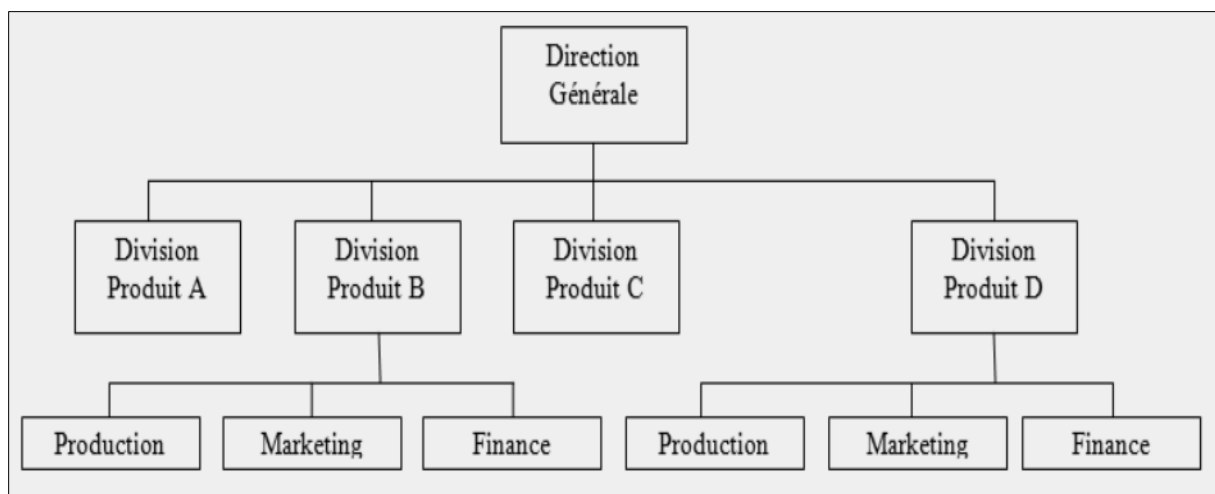 Direction
Générale
Division
Produit A
Division
Produit B
Division
Produit C
Division
Produit D
Production
Marketing
Finance
Production
Marketing
Finance